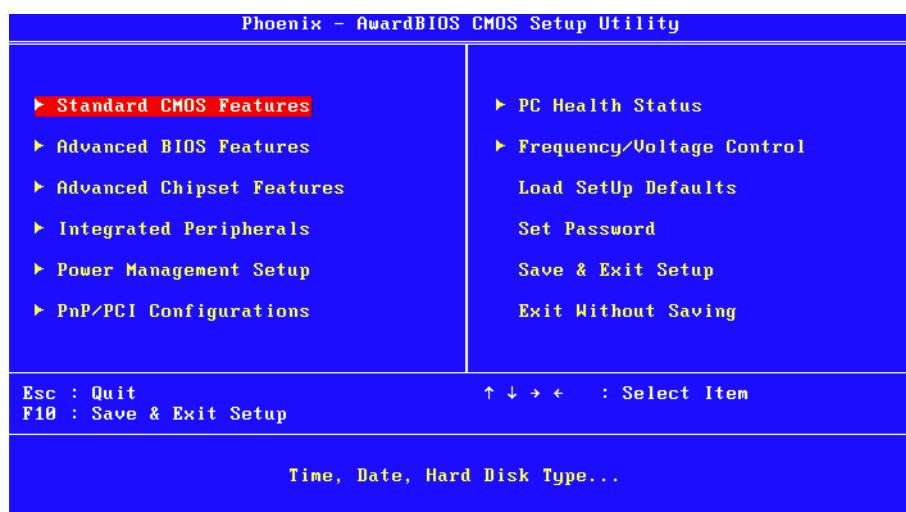 Phoenix - AwardBIOS CMOS Setup Utility
► Standard CMOS Features
► Advanced BIOS Features
► Advanced Chipset Features
► Integrated Peripherals
► Power Management Setup
► PnP/PCI Configurations
► PC Health Status
► Frequency/Voltage Control
Load SetUp Defaults
Set Password
Save & Exit Setup
Exit Without Saving
Esc : Quit
F10 : Save & Exit Setup
↑ ↓ → ← : Select Item
Time, Date, Hard Disk Type...